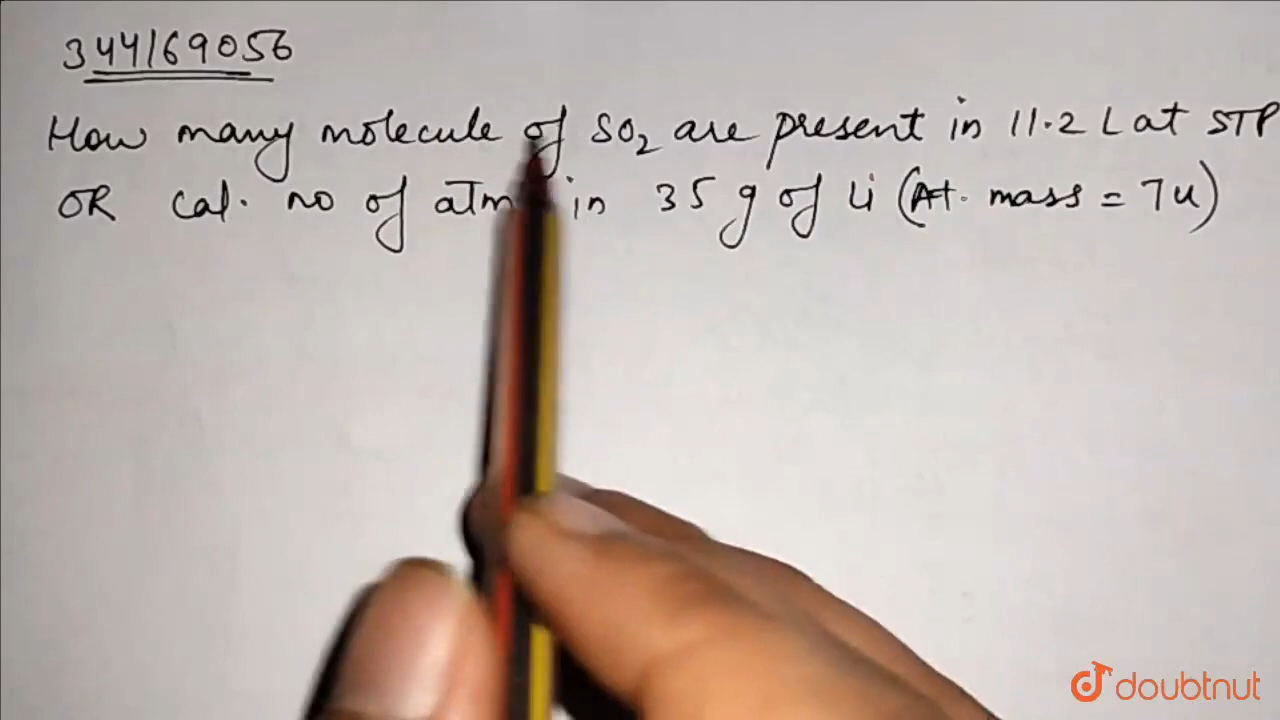 344169056
How many molecule of SO₂ are present in 11.2 L at STP
OR cal. no of atm in 35 g of Li (At. mass = 7u)
doubtnut